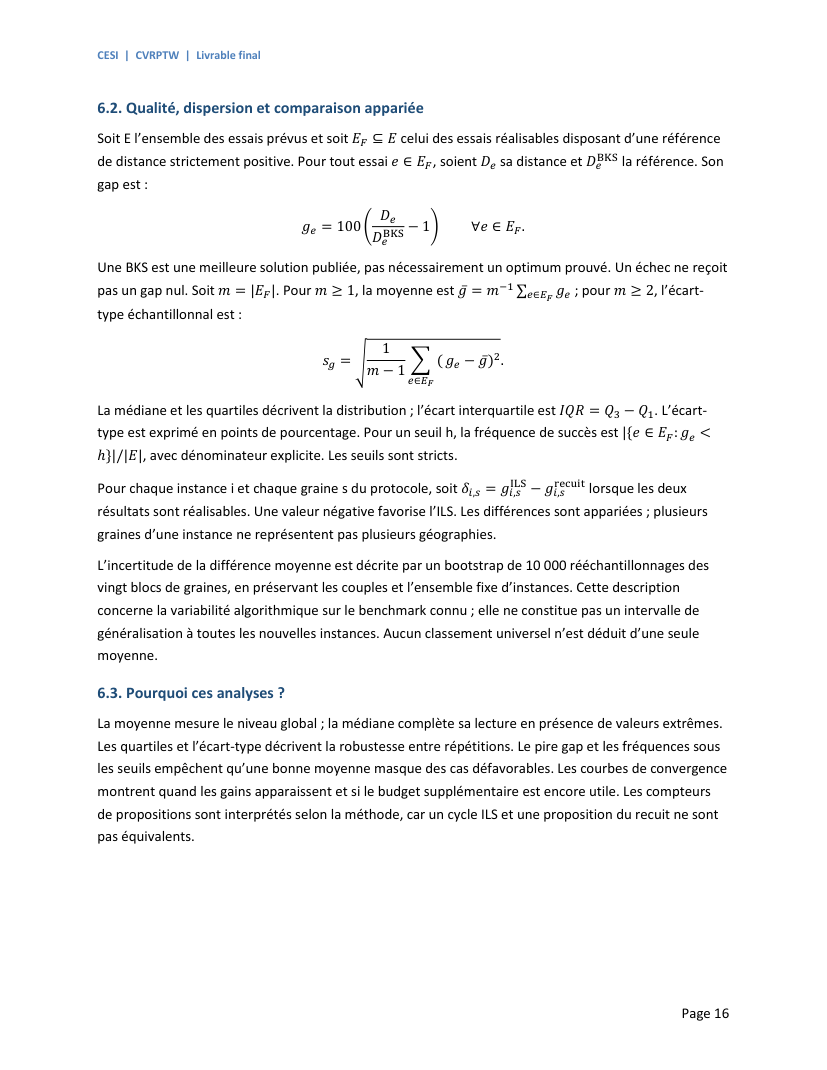 CESI | CVRPTW | Livrable final
6.2. Qualité, dispersion et comparaison appariée
Soit E l’ensemble des essais prévus et soit 𝐸_𝐹 ⊆ 𝐸 celui des essais réalisables disposant d’une référence
de distance strictement positive. Pour tout essai 𝑒 ∈ 𝐸_𝐹, soient 𝐷_𝑒 sa distance et 𝐷_𝑒^BKS la référence. Son
gap est :
𝑔_𝑒 = 100 (𝐷_𝑒 / 𝐷_𝑒^BKS − 1) ∀𝑒 ∈ 𝐸_𝐹.
Une BKS est une meilleure solution publiée, pas nécessairement un optimum prouvé. Un échec ne reçoit
pas un gap nul. Soit 𝑚 = |𝐸_𝐹|. Pour 𝑚 ≥ 1, la moyenne est 𝑔̄ = 𝑚^−1 ∑_{𝑒∈𝐸_𝐹} 𝑔_𝑒 ; pour 𝑚 ≥ 2, l’écart-
type échantillonnal est :
𝑠_𝑔 = √(1 / (𝑚 − 1) ∑_{𝑒∈𝐸_𝐹} ( 𝑔_𝑒 − 𝑔̄)^2).
La médiane et les quartiles décrivent la distribution ; l’écart interquartile est 𝐼𝑄𝑅 = 𝑄_3 − 𝑄_1. L’écart-
type est exprimé en points de pourcentage. Pour un seuil h, la fréquence de succès est |{𝑒 ∈ 𝐸_𝐹: 𝑔_𝑒 <
ℎ}|/|𝐸|, avec dénominateur explicite. Les seuils sont stricts.
Pour chaque instance i et chaque graine s du protocole, soit 𝛿_{𝑖,𝑠} = 𝑔_{𝑖,𝑠}^ILS − 𝑔_{𝑖,𝑠}^recuit lorsque les deux
résultats sont réalisables. Une valeur négative favorise l’ILS. Les différences sont appariées ; plusieurs
graines d’une instance ne représentent pas plusieurs géographies.
L’incertitude de la différence moyenne est décrite par un bootstrap de 10 000 rééchantillonnages des
vingt blocs de graines, en préservant les couples et l’ensemble fixe d’instances. Cette description
concerne la variabilité algorithmique sur le benchmark connu ; elle ne constitue pas un intervalle de
généralisation à toutes les nouvelles instances. Aucun classement universel n’est déduit d’une seule
moyenne.
6.3. Pourquoi ces analyses ?
La moyenne mesure le niveau global ; la médiane complète sa lecture en présence de valeurs extrêmes.
Les quartiles et l’écart-type décrivent la robustesse entre répétitions. Le pire gap et les fréquences sous
les seuils empêchent qu’une bonne moyenne masque des cas défavorables. Les courbes de convergence
montrent quand les gains apparaissent et si le budget supplémentaire est encore utile. Les compteurs
de propositions sont interprétés selon la méthode, car un cycle ILS et une proposition du recuit ne sont
pas équivalents.
Page 16